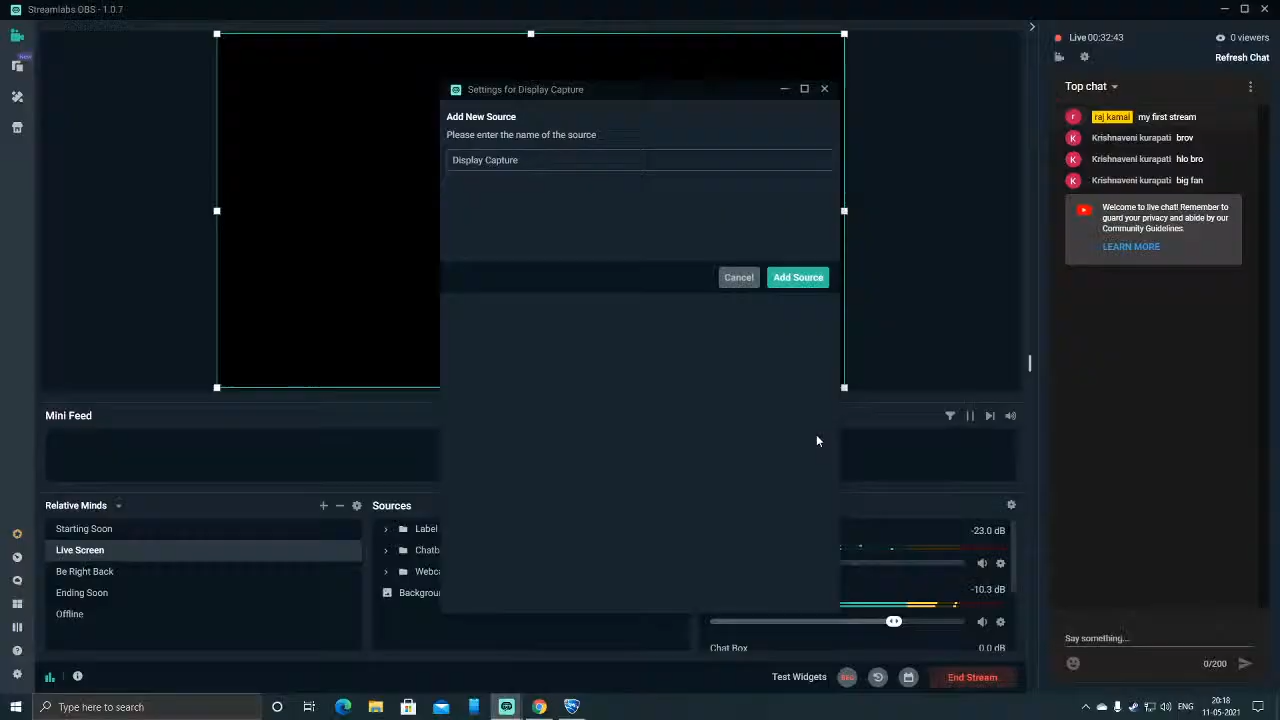 Streamlabs OBS - 1.0.7
New
Live 00:32:43
0 viewers
Refresh Chat
Settings for Display Capture
Add New Source
Please enter the name of the source
Display Capture
Cancel
Add Source
Top chat
r
raj kamal my first stream
K
Krishnaveni kurapati brov
K
Krishnaveni kurapati hlo bro
K
Krishnaveni kurapati big fan
Welcome to live chat! Remember to
guard your privacy and abide by our
Community Guidelines.
LEARN MORE
Mini Feed
Relative Minds
Starting Soon
Live Screen
Be Right Back
Ending Soon
Offline
Sources
Label
Chatb
Webca
Backgrou
-23.0 dB
-10.3 dB
Chat Box
0.0 dB
Say something...
0/200
Test Widgets
REC
End Stream
Type here to search
20:18
11-05-2021